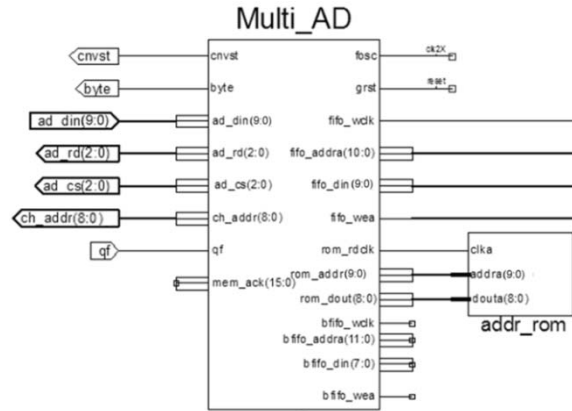 Multi_AD
cnvst cnvst fosc clk2X
byte byte grst reset
ad_din(9:0) ad_din(9:0) fifo_wclk
ad_rd(2:0) ad_rd(2:0) fifo_addra(10:0)
ad_cs(2:0) ad_cs(2:0) fifo_din(9:0)
ch_addr(8:0) ch_addr(8:0) fifo_wea
qf qf rom_rdclk clka
mem_ack(15:0) rom_addr(9:0) addra(9:0)
rom_dout(8:0) douta(8:0)
bfifo_wclk addr_rom
bfifo_addra(11:0)
bfifo_din(7:0)
bfifo_wea